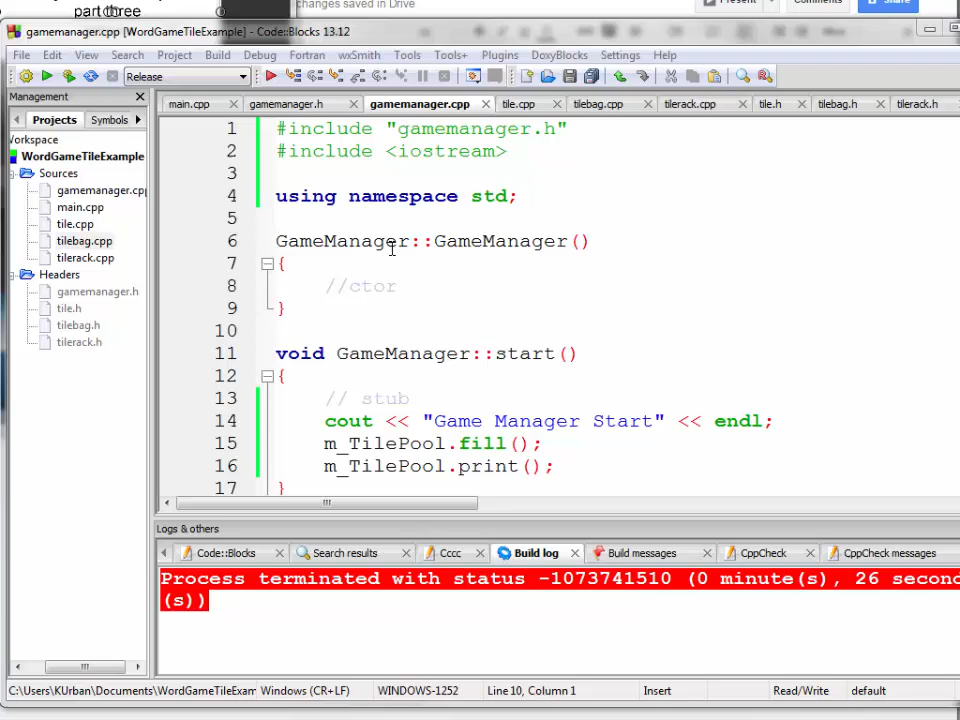 part three
changes saved in Drive
Present
Comments
Share
gamemanager.cpp [WordGameTileExample] - Code::Blocks 13.12
File Edit View Search Project Build Debug Fortran wxSmith Tools Tools+ Plugins DoxyBlocks Settings Help
Release
Management
main.cpp gamemanager.h gamemanager.cpp tile.cpp tilebag.cpp tilerack.cpp tile.h tilebag.h tilerack.h
Projects Symbols
Vorkspace
WordGameTileExample
Sources
gamemanager.cpp
main.cpp
tile.cpp
tilebag.cpp
tilerack.cpp
Headers
gamemanager.h
tile.h
tilebag.h
tilerack.h
1 #include "gamemanager.h"
2 #include <iostream>
3
4 using namespace std;
5
6 GameManager::GameManager()
7 {
8 //ctor
9 }
10
11 void GameManager::start()
12 {
13 // stub
14 cout << "Game Manager Start" << endl;
15 m_TilePool.fill();
16 m_TilePool.print();
17 }
Logs & others
Code::Blocks Search results Cccc Build log Build messages CppCheck CppCheck messages
Process terminated with status -1073741510 (0 minute(s), 26 second
(s))
C:\Users\KUrban\Documents\WordGameTileExam Windows (CR+LF) WINDOWS-1252 Line 10, Column 1 Insert Read/Write default